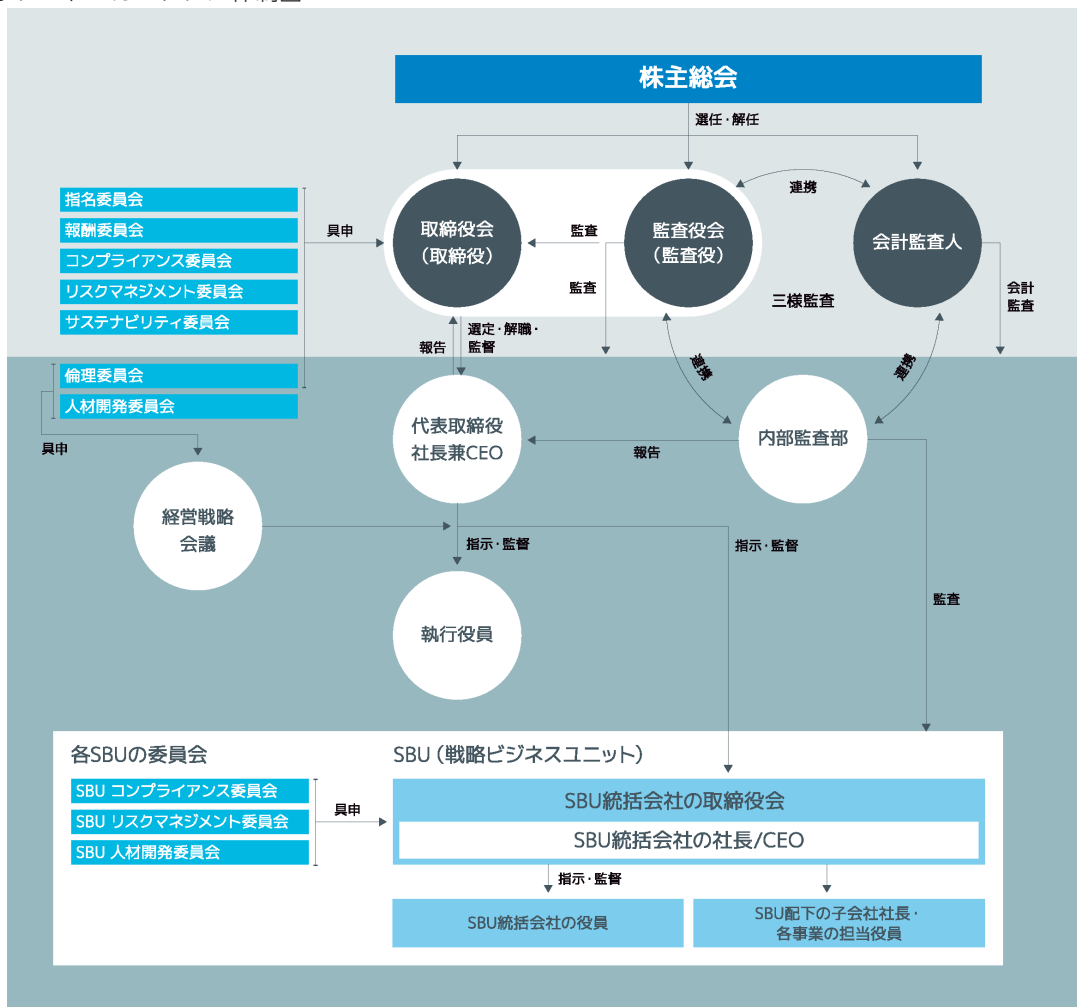 株主総会
選任・解任
指名委員会
報酬委員会
コンプライアンス委員会
リスクマネジメント委員会
サステナビリティ委員会
具申
取締役会
（取締役）
監査
監査役会
（監査役）
監査
連携
会計監査人
三様監査
会計
監査
選定・解職・
監督
報告
倫理委員会
人材開発委員会
具申
代表取締役
社長兼CEO
連携
連携
報告
内部監査部
経営戦略
会議
指示・監督
指示・監督
監査
執行役員
各SBUの委員会
SBU コンプライアンス委員会
SBU リスクマネジメント委員会
SBU 人材開発委員会
具申
SBU（戦略ビジネスユニット）
SBU統括会社の取締役会
SBU統括会社の社長/CEO
指示・監督
SBU統括会社の役員
SBU配下の子会社社長・
各事業の担当役員